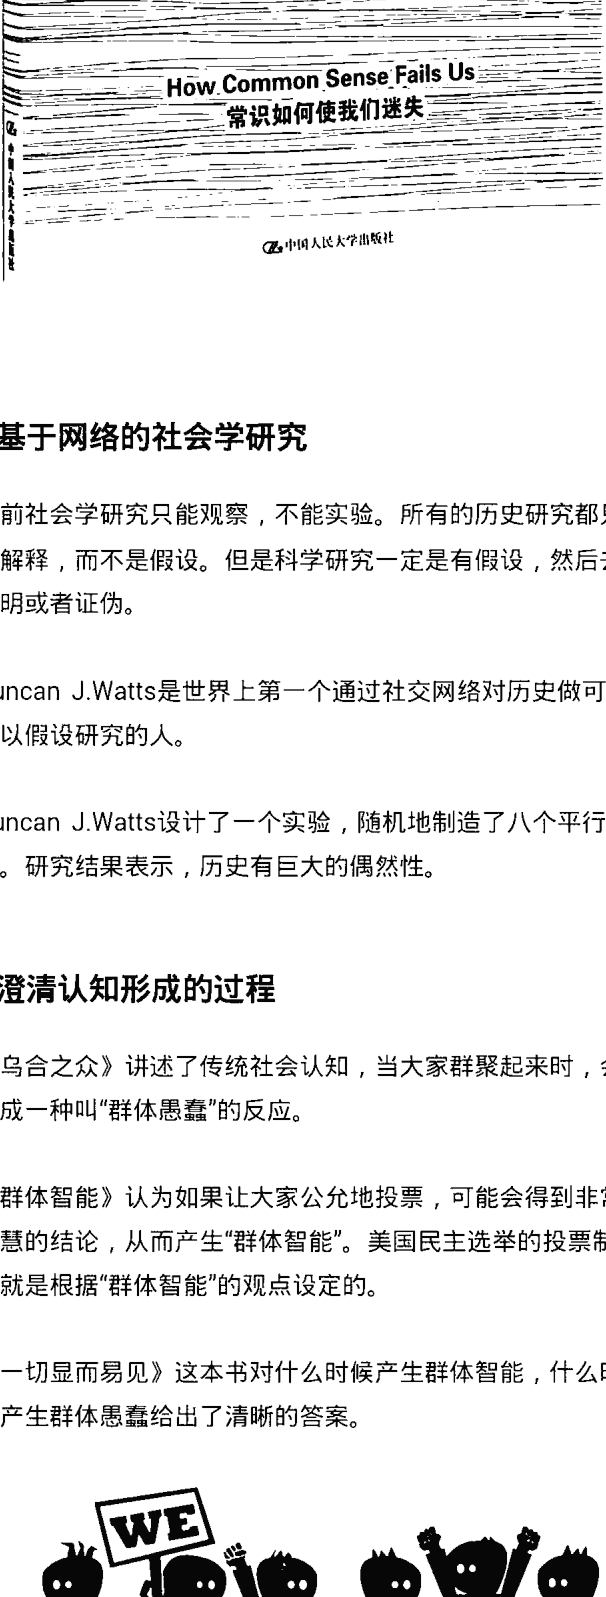 How Common Sense Fails Us
常识如何使我们迷失
中国人民大学出版社
中国人民大学出版社
基于网络的社会学研究
前社会学研究只能观察，不能实验。所有的历史研究都
解释，而不是假设。但是科学研究一定是有假设，然后
明或者证伪。
uncan J.Watts是世界上第一个通过社交网络对历史做可
以假设研究的人。
uncan J.Watts设计了一个实验，随机地制造了八个平行
。研究结果表示，历史有巨大的偶然性。
澄清认知形成的过程
乌合之众》讲述了传统社会认知，当大家群聚起来时，
成一种叫“群体愚蠢”的反应。
群体智能》认为如果让大家公允地投票，可能会得到非常
慧的结论，从而产生“群体智能”。美国民主选举的投票制
就是根据“群体智能”的观点设定的。
一切显而易见》这本书对什么时候产生群体智能，什么时
产生群体愚蠢给出了清晰的答案。
WE